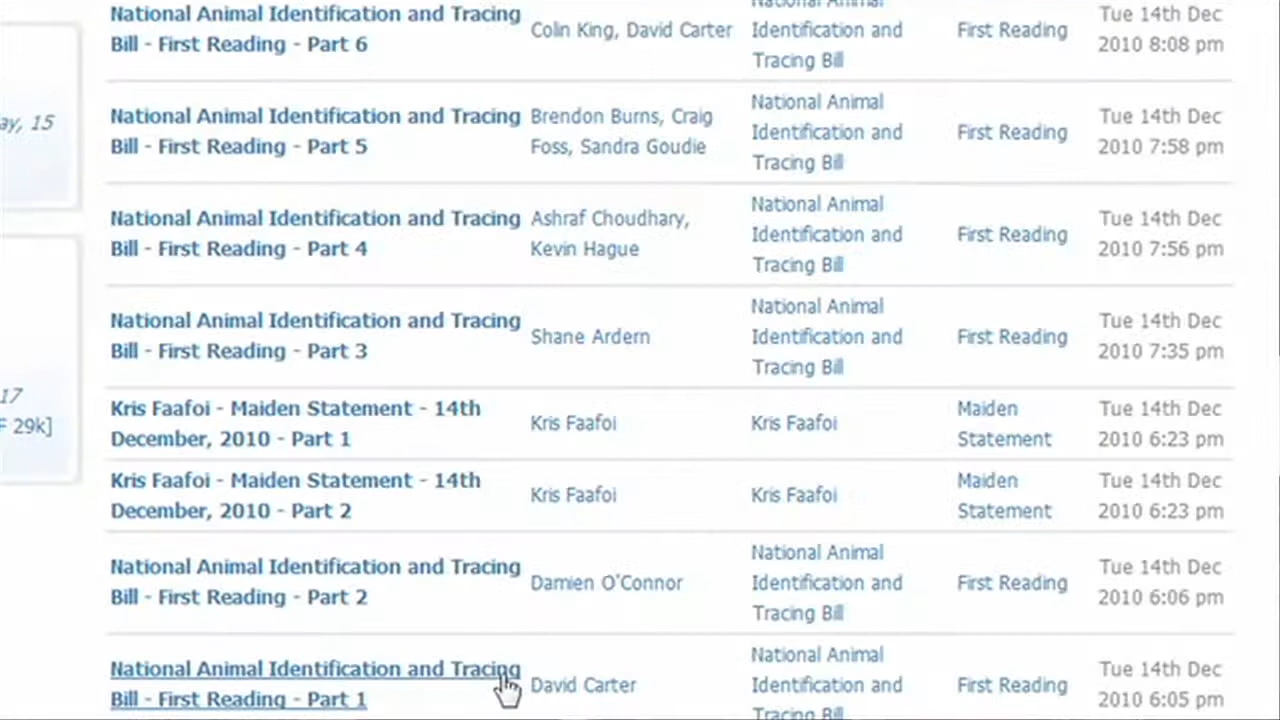 National Animal Identification and Tracing
Bill - First Reading - Part 6
Colin King, David Carter
National Animal
Identification and
Tracing Bill
First Reading
Tue 14th Dec
2010 8:08 pm
ay, 15
National Animal Identification and Tracing
Bill - First Reading - Part 5
Brendon Burns, Craig
Foss, Sandra Goudie
National Animal
Identification and
Tracing Bill
First Reading
Tue 14th Dec
2010 7:58 pm
National Animal Identification and Tracing
Bill - First Reading - Part 4
Ashraf Choudhary,
Kevin Hague
National Animal
Identification and
Tracing Bill
First Reading
Tue 14th Dec
2010 7:56 pm
National Animal Identification and Tracing
Bill - First Reading - Part 3
Shane Ardern
National Animal
Identification and
Tracing Bill
First Reading
Tue 14th Dec
2010 7:35 pm
17
F 29k]
Kris Faafoi - Maiden Statement - 14th
December, 2010 - Part 1
Kris Faafoi
Kris Faafoi
Maiden
Statement
Tue 14th Dec
2010 6:23 pm
Kris Faafoi - Maiden Statement - 14th
December, 2010 - Part 2
Kris Faafoi
Kris Faafoi
Maiden
Statement
Tue 14th Dec
2010 6:23 pm
National Animal Identification and Tracing
Bill - First Reading - Part 2
Damien O'Connor
National Animal
Identification and
Tracing Bill
First Reading
Tue 14th Dec
2010 6:06 pm
National Animal Identification and Tracing
Bill - First Reading - Part 1
David Carter
National Animal
Identification and
Tracing Bill
First Reading
Tue 14th Dec
2010 6:05 pm